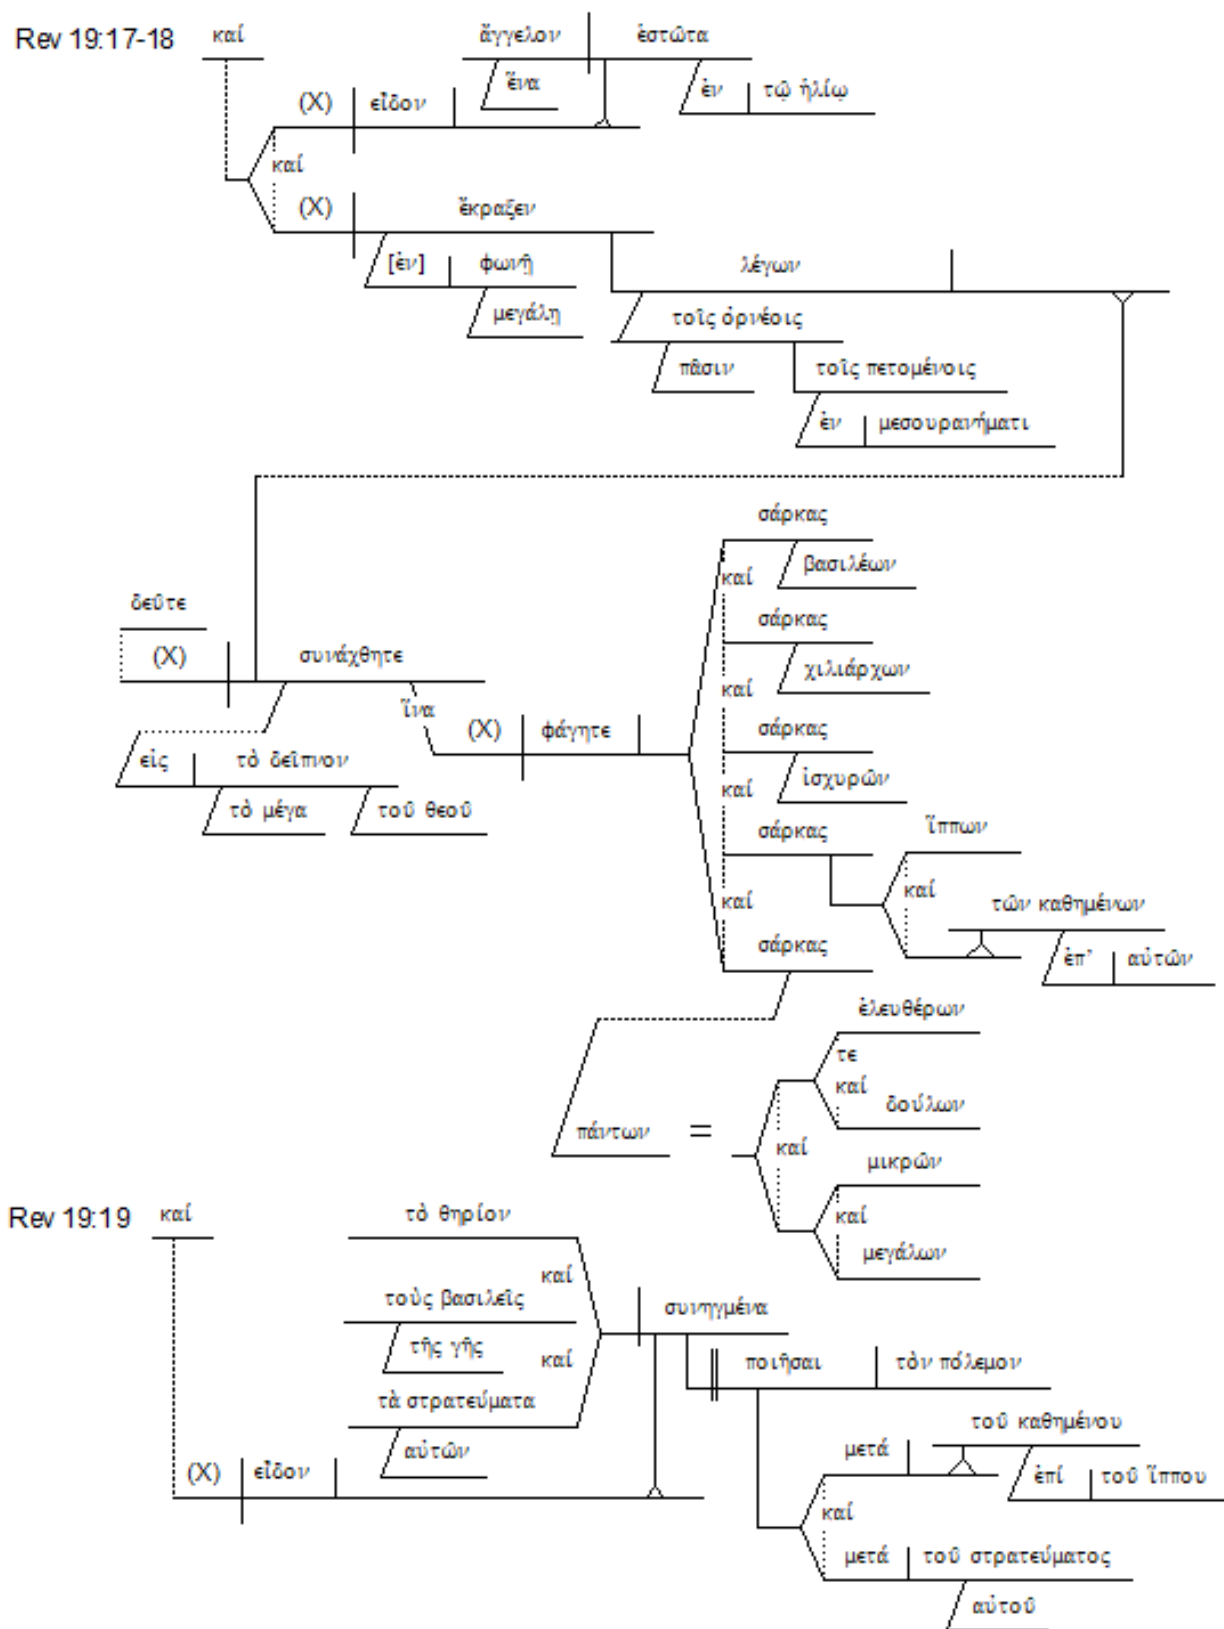 Rev 19:17-18 καί ἄγγελον ἑστῶτα
ἕνα ἐν τῷ ἡλίῳ
(X) εἶδον
καί
(X) ἔκραξεν
[ἐν] φωνῇ λέγων
μεγάλῃ τοῖς ὀρνέοις
πᾶσιν τοῖς πετομένοις
ἐν μεσουρανήματι
σάρκας
καί βασιλέων
δεῦτε σάρκας
(X) συνάχθητε χιλιάρχων
ἵνα καί
(X) φάγητε σάρκας
εἰς τὸ δεῖπνον ἰσχυρῶν
τὸ μέγα τοῦ θεοῦ καί
σάρκας ἵππων
καί καί τῶν καθημένων
σάρκας ἐπ' αὐτῶν
ἐλευθέρων
τε
καί
δούλων
πάντων = καί
μικρῶν
Rev 19:19 καί τὸ θηρίον καί
μεγάλων
καί
τοὺς βασιλεῖς συνηγμένα
τῆς γῆς καί ποιῆσαι τὸν πόλεμον
τὰ στρατεύματα
αὐτῶν μετά τοῦ καθημένου
(X) εἶδον ἐπί τοῦ ἵππου
καί
μετά τοῦ στρατεύματος
αὐτοῦ